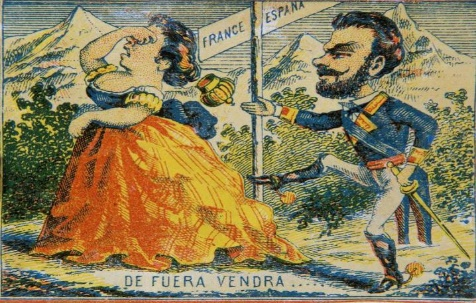 FRANCE
ESPAÑA
DE FUERA VENDRA.....